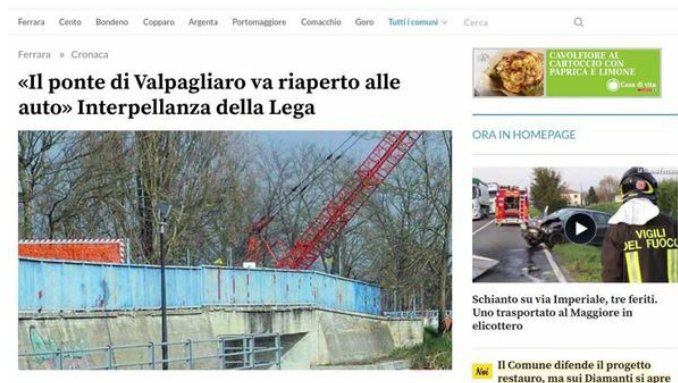 Ferrara Cento Bondeno Copparo Argenta Portomaggiore Comacchio Goro Tutti i comuni Cerca
Ferrara » Cronaca
«Il ponte di Valpagliaro va riaperto alle
auto» Interpellanza della Lega
CAVOLFIORE AL
CARTOCCIO CON
PAPRICA E LIMONE
Casa di vita
ORA IN HOMEPAGE
VIGILI
DEL FUOCO
Schianto su via Imperiale, tre feriti.
Uno trasportato al Maggiore in
elicottero
Noi Il Comune difende il progetto
restauro, ma sui Diamanti si apre